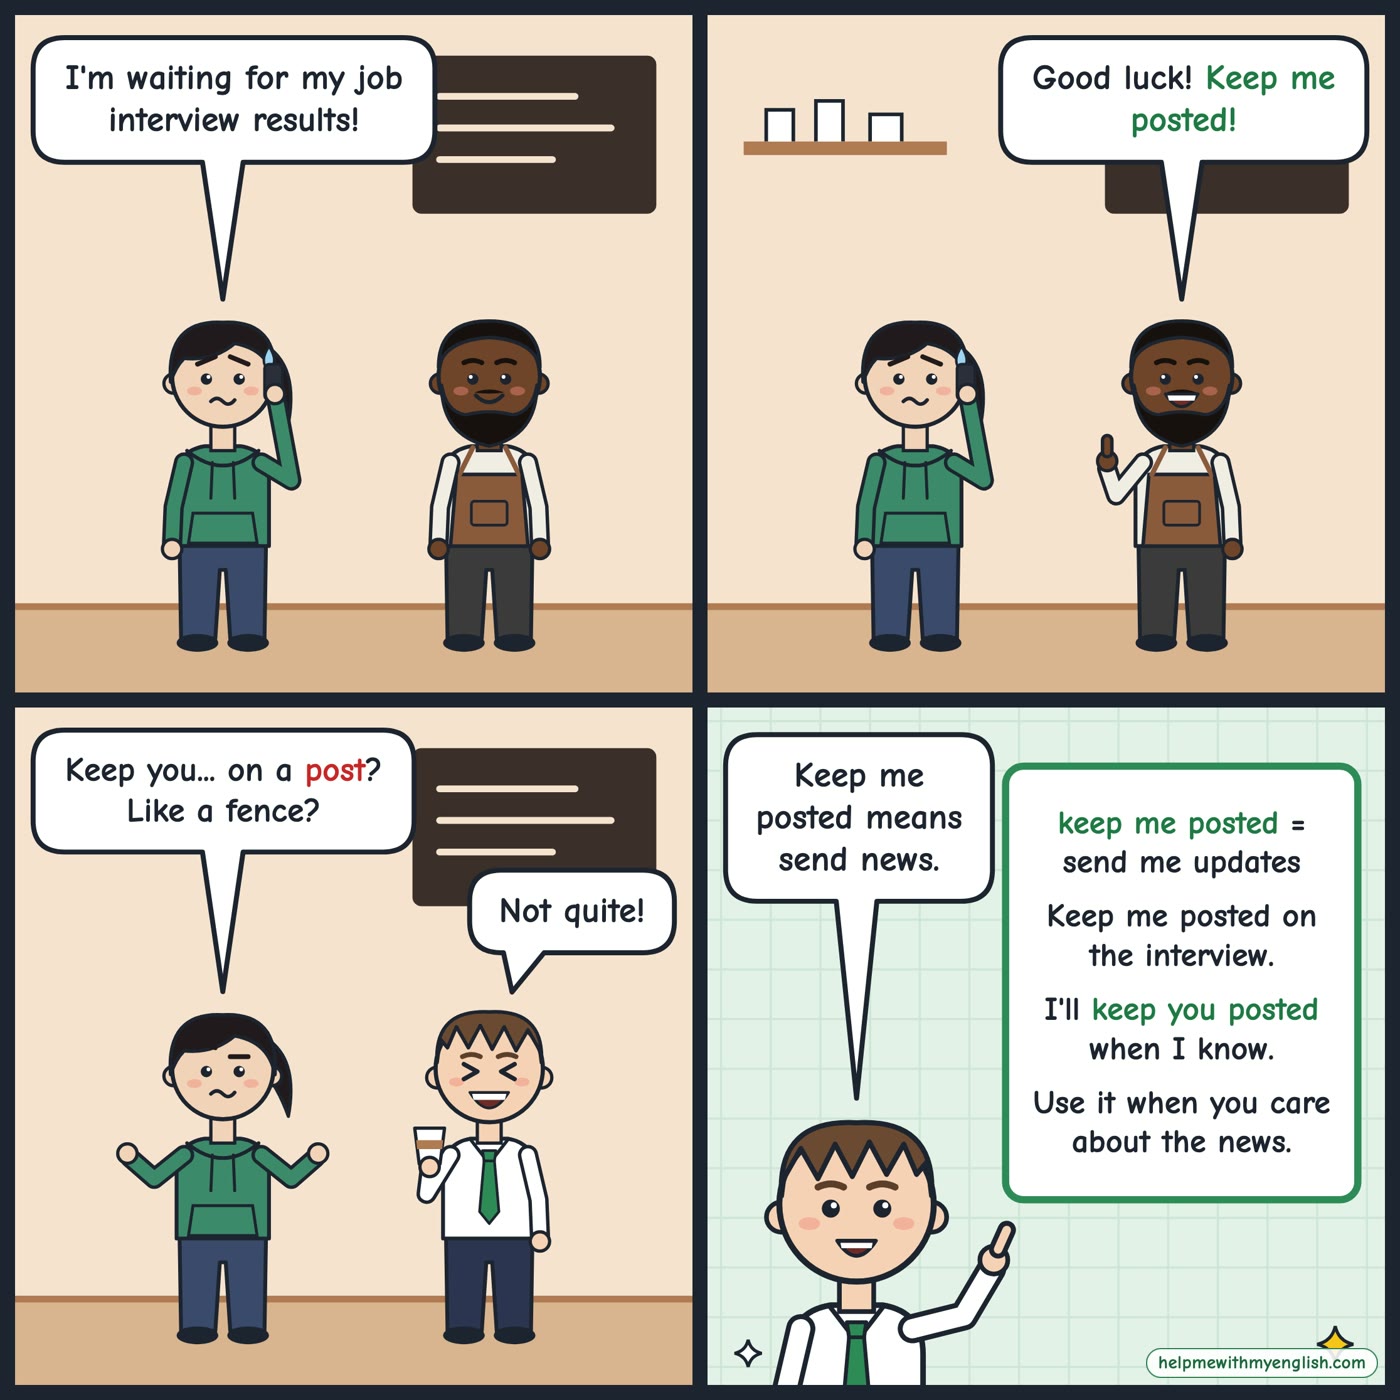 I'm waiting for my job
interview results!
Good luck! Keep me
posted!
Keep you... on a post?
Like a fence?
Not quite!
Keep me
posted means
send news.
keep me posted =
send me updates
Keep me posted on
the interview.
I'll keep you posted
when I know.
Use it when you care
about the news.
helpmewithmyenglish.com